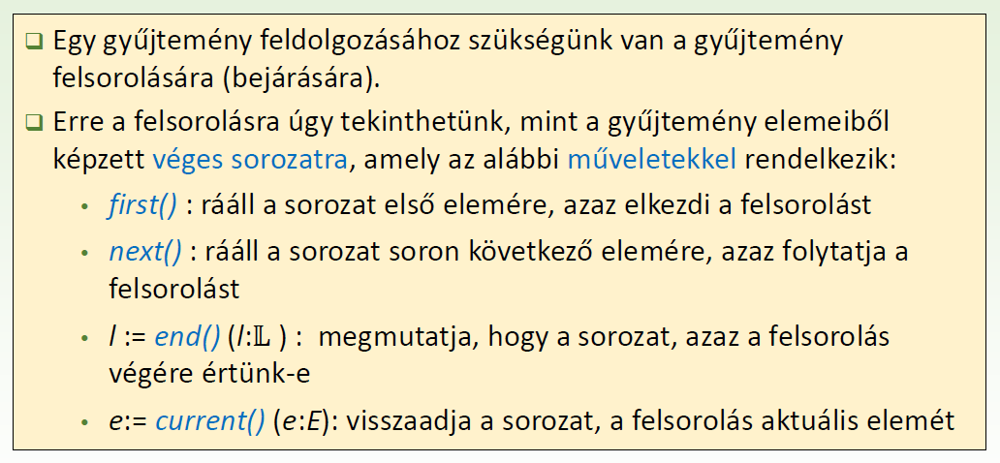 ❑ Egy gyűjtemény feldolgozásához szükségünk van a gyűjtemény
felsorolására (bejárására).
❑ Erre a felsorolásra úgy tekinthetünk, mint a gyűjtemény elemeiből
képzett véges sorozatra, amely az alábbi műveletekkel rendelkezik:
• first() : rááll a sorozat első elemére, azaz elkezdi a felsorolást
• next() : rááll a sorozat soron következő elemére, azaz folytatja a
felsorolást
• l := end() (l:𝕃 ) : megmutatja, hogy a sorozat, azaz a felsorolás
végére értünk-e
• e:= current() (e:E): visszaadja a sorozat, a felsorolás aktuális elemét